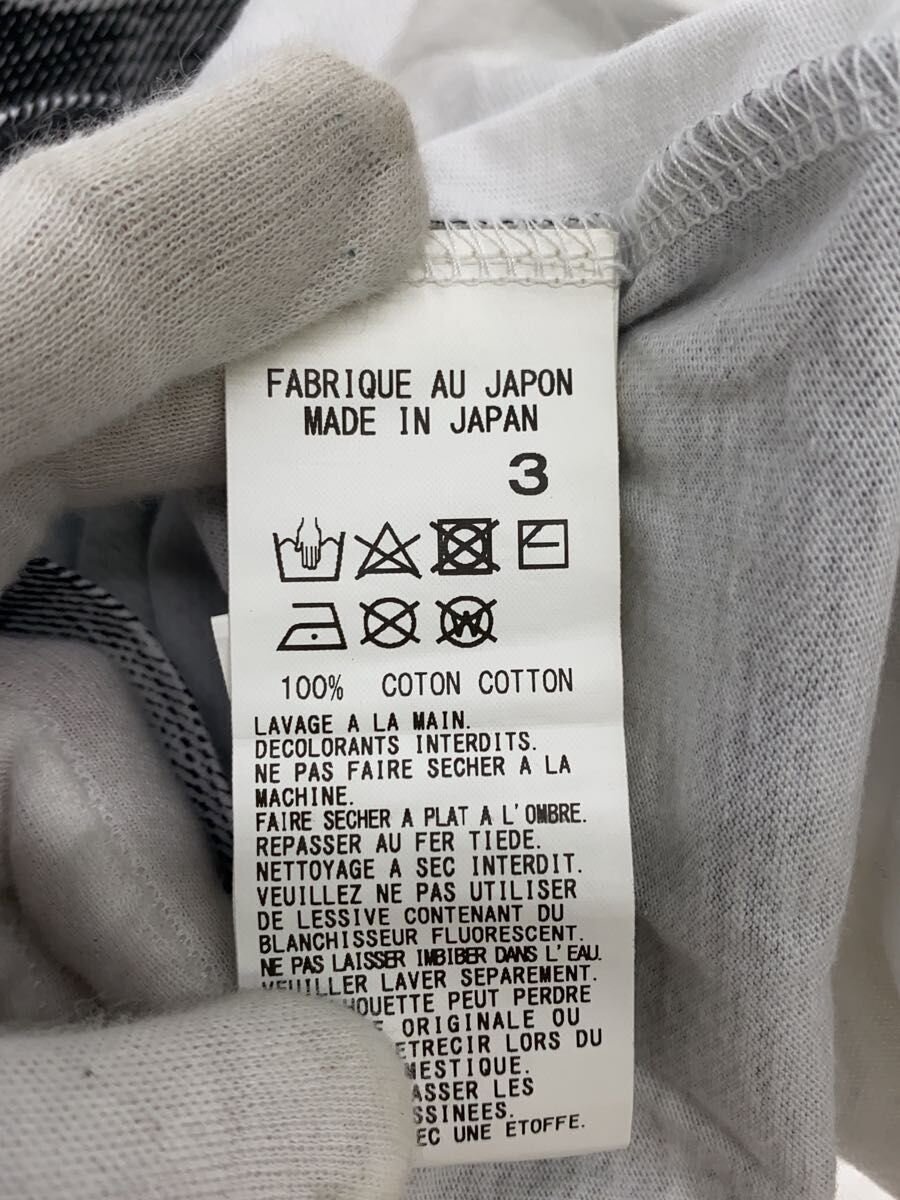 FABRIQUE AU JAPON
MADE IN JAPAN
3
100% COTON COTTON
LAVAGE A LA MAIN.
DECOLORANTS INTERDITS.
NE PAS FAIRE SECHER A LA
MACHINE.
FAIRE SECHER A PLAT A L'OMBRE.
REPASSER AU FER TIEDE.
NETTOYAGE A SEC INTERDIT.
VEUILLEZ NE PAS UTILISER
DE LESSIVE CONTENANT DU
BLANCHISSEUR FLUORESCENT.
NE PAS LAISSER IMBIBER DANS L'EAU.
VEUILLER LAVER SEPAREMENT.
PEUT PERDRE
ORIGINALE OU
LORS DU
LES
UNE ETOFFE.